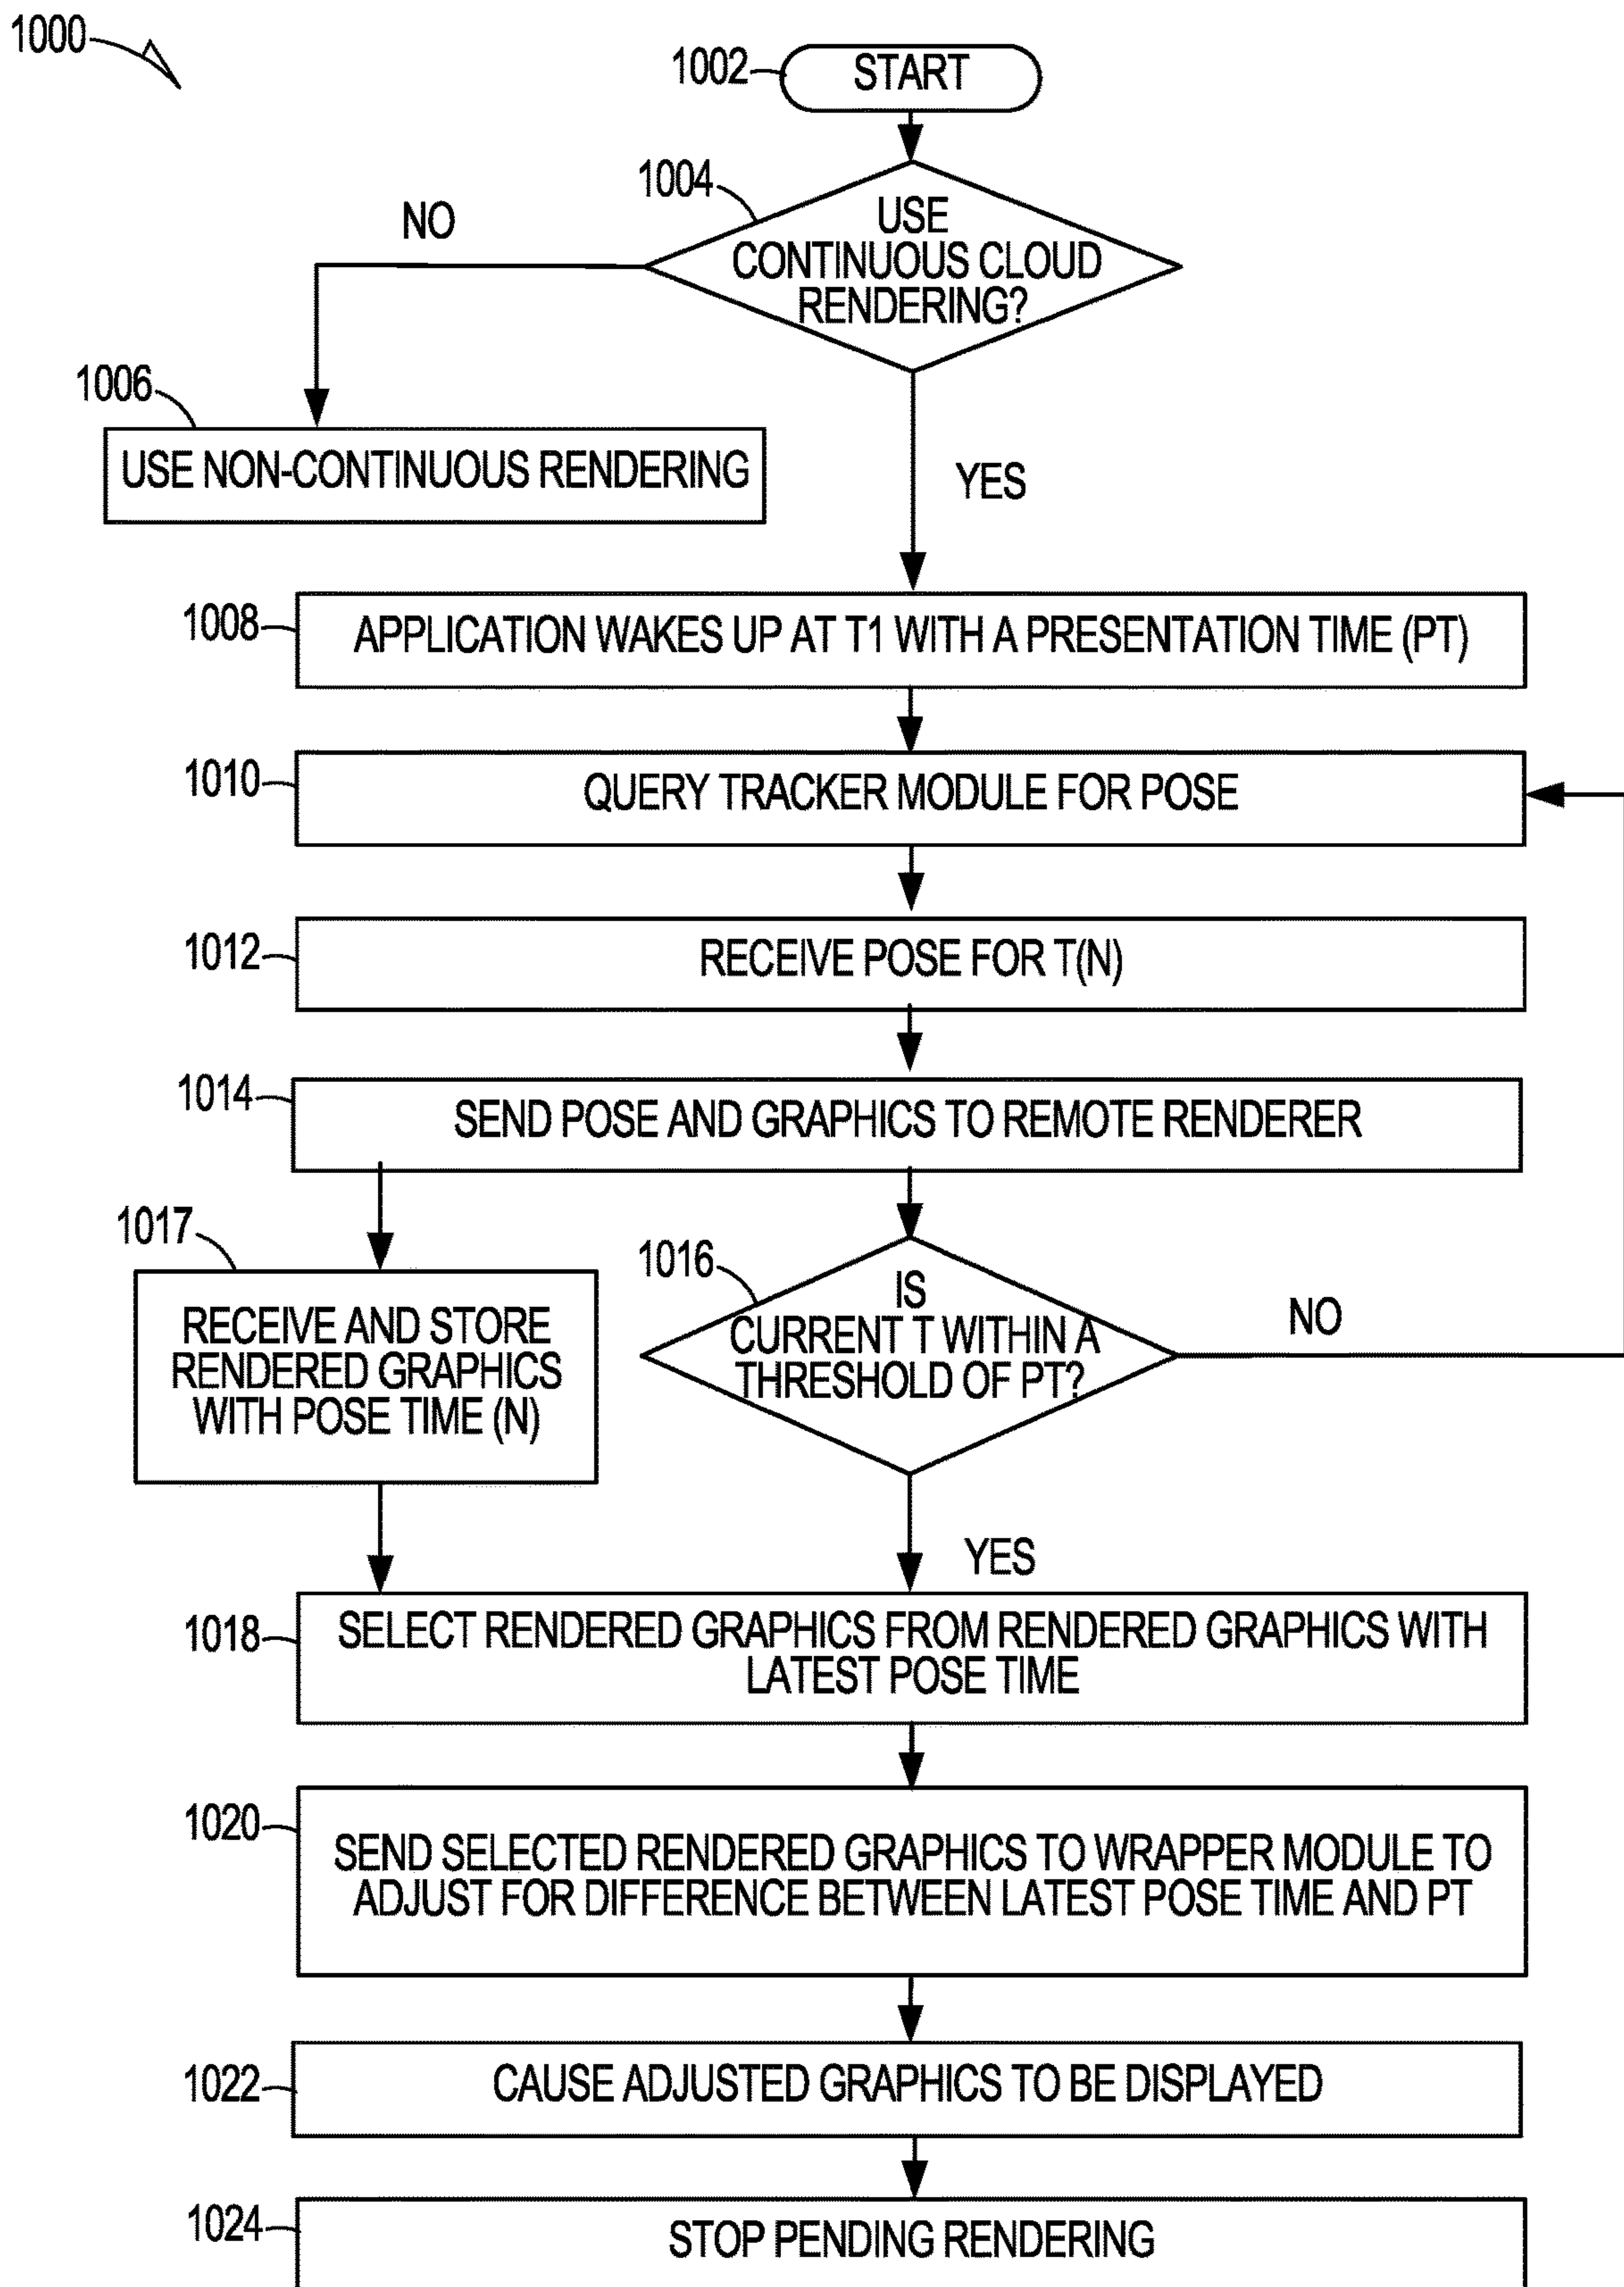 1000
1002
START
1004
USE
CONTINUOUS CLOUD
RENDERING?
NO
1006
USE NON-CONTINUOUS RENDERING
YES
1008
APPLICATION WAKES UP AT T1 WITH A PRESENTATION TIME (PT)
1010
QUERY TRACKER MODULE FOR POSE
1012
RECEIVE POSE FOR T(N)
1014
SEND POSE AND GRAPHICS TO REMOTE RENDERER
1017
RECEIVE AND STORE
RENDERED GRAPHICS
WITH POSE TIME (N)
1016
IS
CURRENT T WITHIN A
THRESHOLD OF PT?
NO
YES
1018
SELECT RENDERED GRAPHICS FROM RENDERED GRAPHICS WITH
LATEST POSE TIME
1020
SEND SELECTED RENDERED GRAPHICS TO WRAPPER MODULE TO
ADJUST FOR DIFFERENCE BETWEEN LATEST POSE TIME AND PT
1022
CAUSE ADJUSTED GRAPHICS TO BE DISPLAYED
1024
STOP PENDING RENDERING